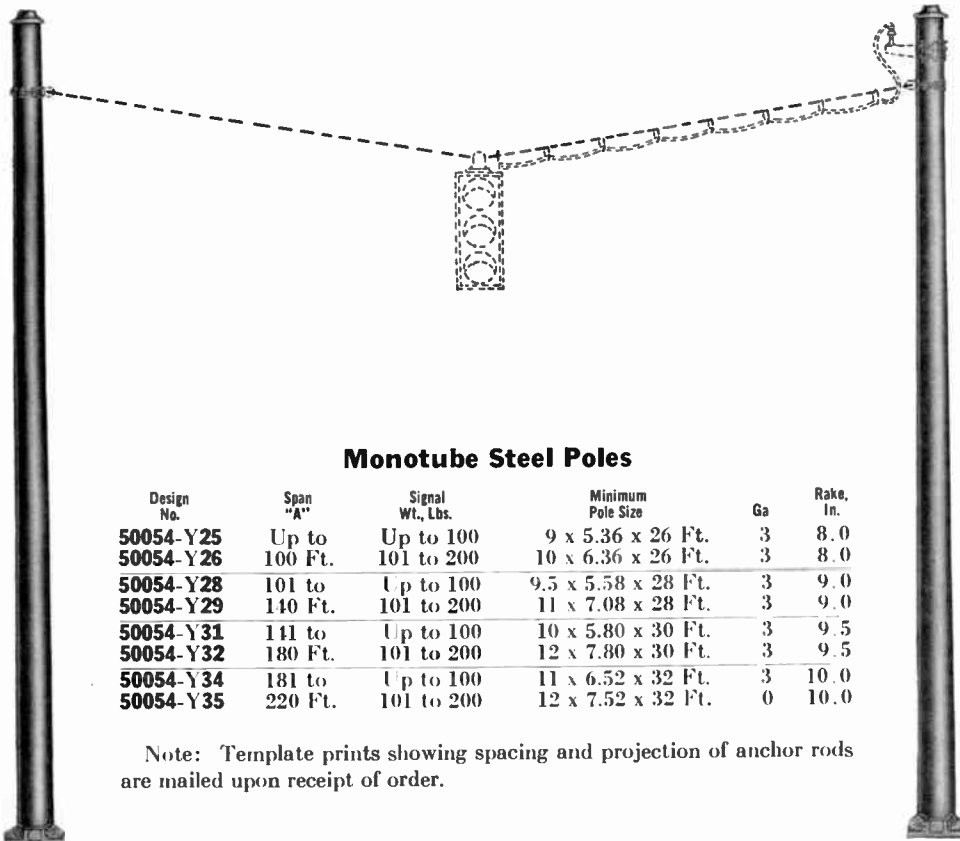 Monotube Steel Poles
Design No. Span "A" Signal Wt., Lbs. Minimum Pole Size Ga Rake, In.
50054-Y25 Up to Up to 100 9 x 5.36 x 26 Ft. 3 8.0
50054-Y26 100 Ft. 101 to 200 10 x 6.36 x 26 Ft. 3 8.0
50054-Y28 101 to Up to 100 9.5 x 5.58 x 28 Ft. 3 9.0
50054-Y29 140 Ft. 101 to 200 11 x 7.08 x 28 Ft. 3 9.0
50054-Y31 141 to Up to 100 10 x 5.80 x 30 Ft. 3 9.5
50054-Y32 180 Ft. 101 to 200 12 x 7.80 x 30 Ft. 3 9.5
50054-Y34 181 to Up to 100 11 x 6.52 x 32 Ft. 3 10.0
50054-Y35 220 Ft. 101 to 200 12 x 7.52 x 32 Ft. 0 10.0
Note: Template prints showing spacing and projection of anchor rods
are mailed upon receipt of order.